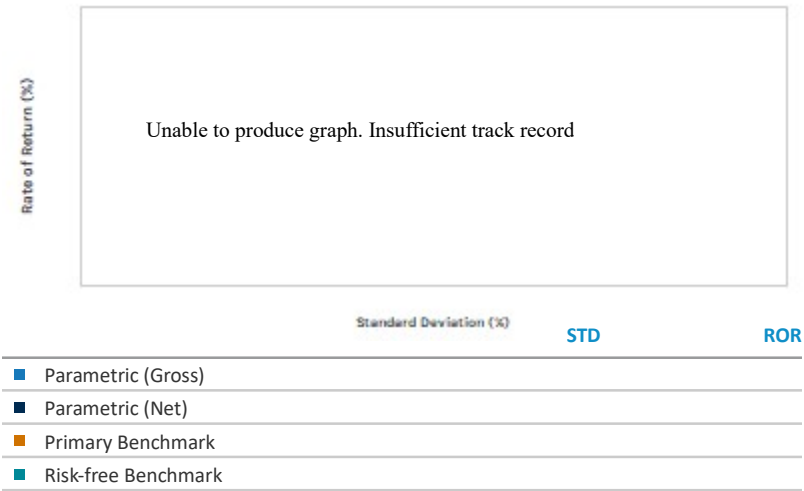 Rate of Return (%)
Unable to produce graph. Insufficient track record
Standard Deviation (%)
STD ROR
Parametric (Gross)
Parametric (Net)
Primary Benchmark
Risk-free Benchmark